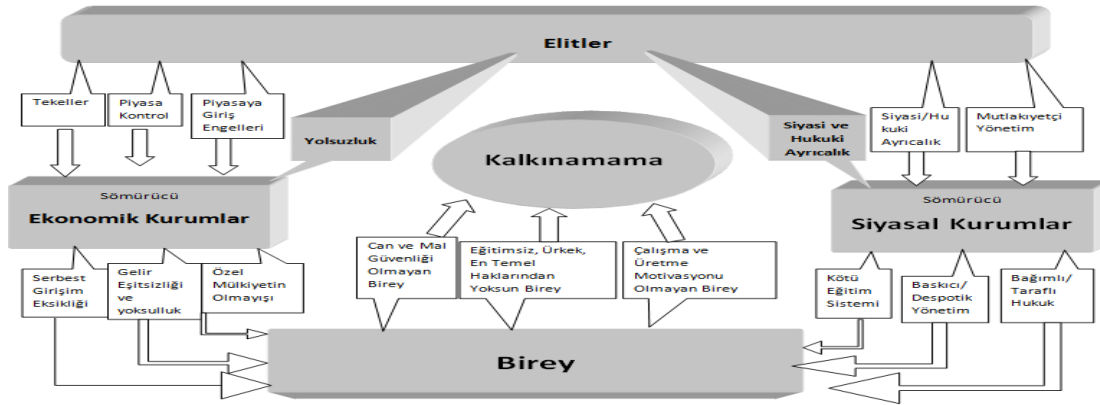 Elitler
Tekeller
Piyasa
Kontrol
Piyasaya
Giriş
Engelleri
Yolsuzluk
Kalkınamama
Siyasi ve
Hukuki
Ayrıcalık
Siyasi/Hu
kuki
Ayrıcalık
Mutlakıyetçi
Yönetim
Sömürücü
Ekonomik Kurumlar
Sömürücü
Siyasal Kurumlar
Serbest
Girişim
Eksikliği
Gelir
Eşitsizliği
ve
yoksulluk
Özel
Mülkiyetin
Olmayışı
Can ve Mal
Güvenliği
Olmayan
Birey
Eğitimsiz, Ürkek,
En Temel
Haklarından
Yoksun Birey
Çalışma ve
Üretme
Motivasyonu
Olmayan Birey
Kötü
Eğitim
Sistemi
Baskıcı/
Despotik
Yönetim
Bağımlı/
Taraflı
Hukuk
Birey